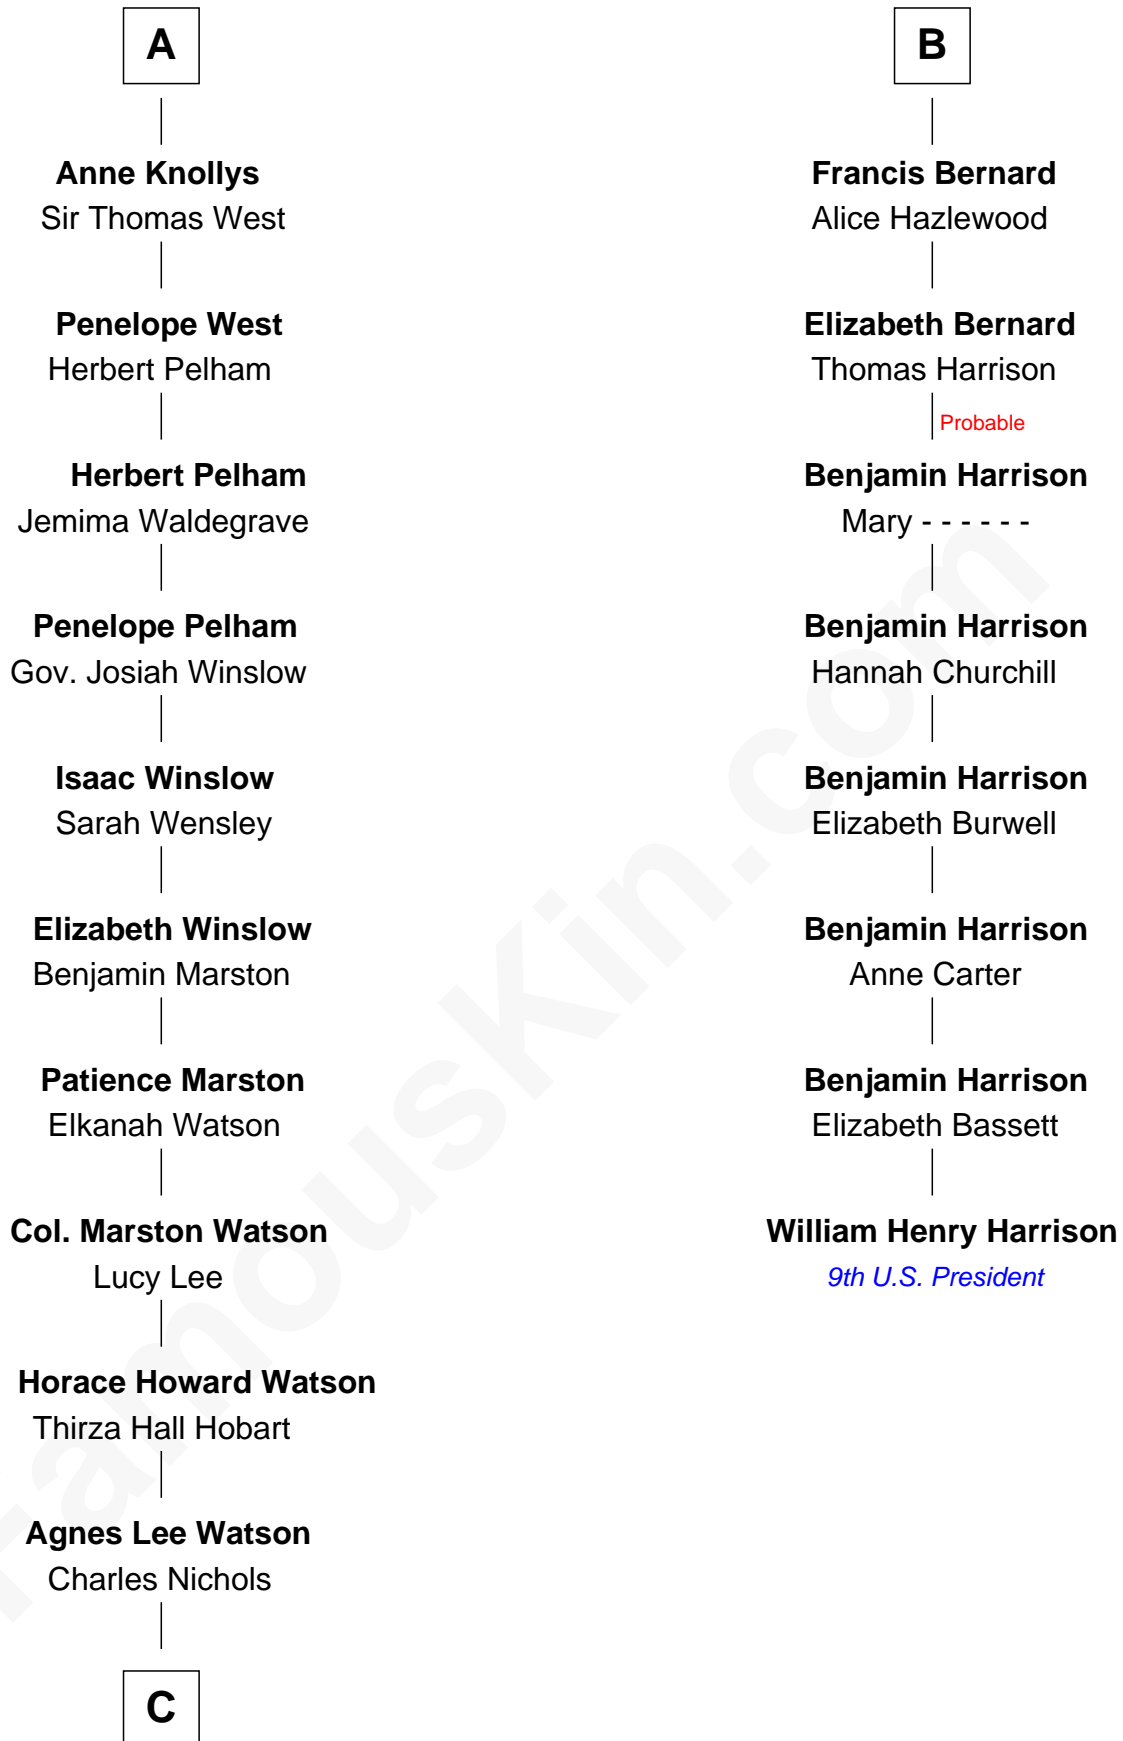 A
Anne Knollys
Sir Thomas West
Penelope West
Herbert Pelham
Herbert Pelham
Jemima Waldegrave
Penelope Pelham
Gov. Josiah Winslow
Isaac Winslow
Sarah Wensley
Elizabeth Winslow
Benjamin Marston
Patience Marston
Elkanah Watson
Col. Marston Watson
Lucy Lee
Horace Howard Watson
Thirza Hall Hobart
Agnes Lee Watson
Charles Nichols
C
B
Francis Bernard
Alice Hazlewood
Elizabeth Bernard
Thomas Harrison
Probable
Benjamin Harrison
Mary - - - - - -
Benjamin Harrison
Hannah Churchill
Benjamin Harrison
Elizabeth Burwell
Benjamin Harrison
Anne Carter
Benjamin Harrison
Elizabeth Bassett
William Henry Harrison
9th U.S. President
FamousKin.com